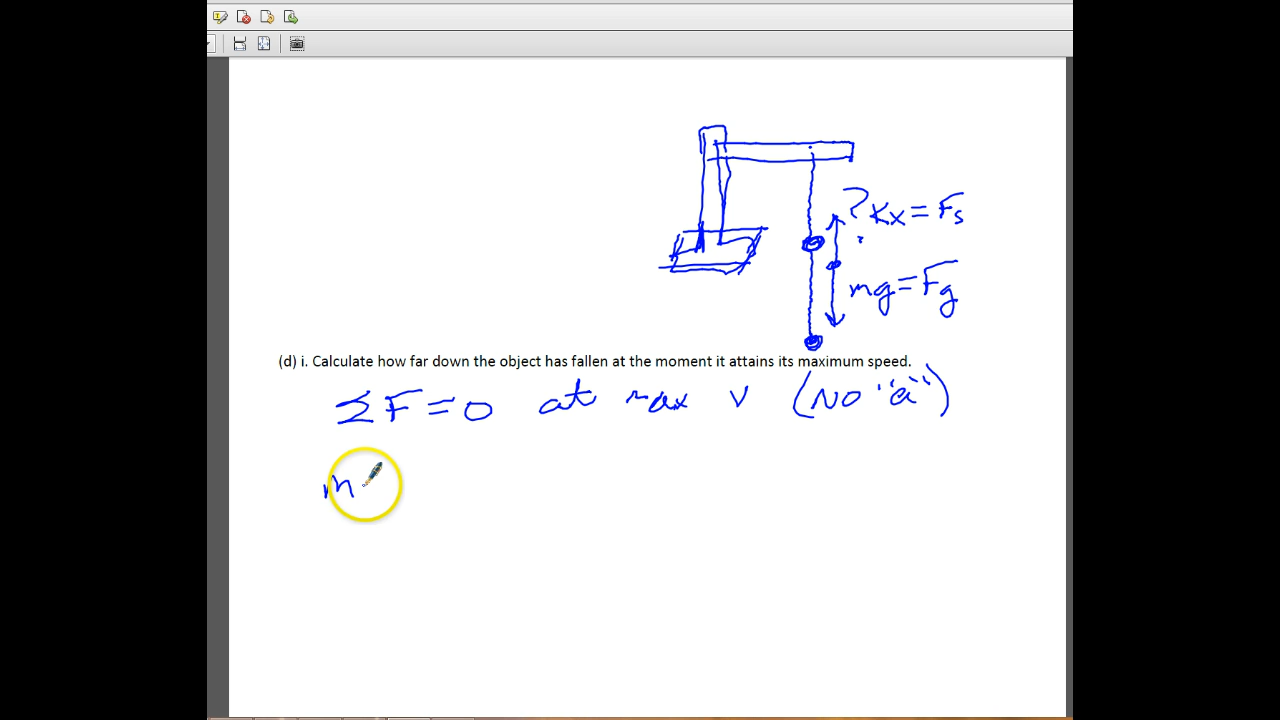 ? Kx = Fs
mg = Fg
(d) i. Calculate how far down the object has fallen at the moment it attains its maximum speed.
ΣF = 0 at max v (NO "a")
m